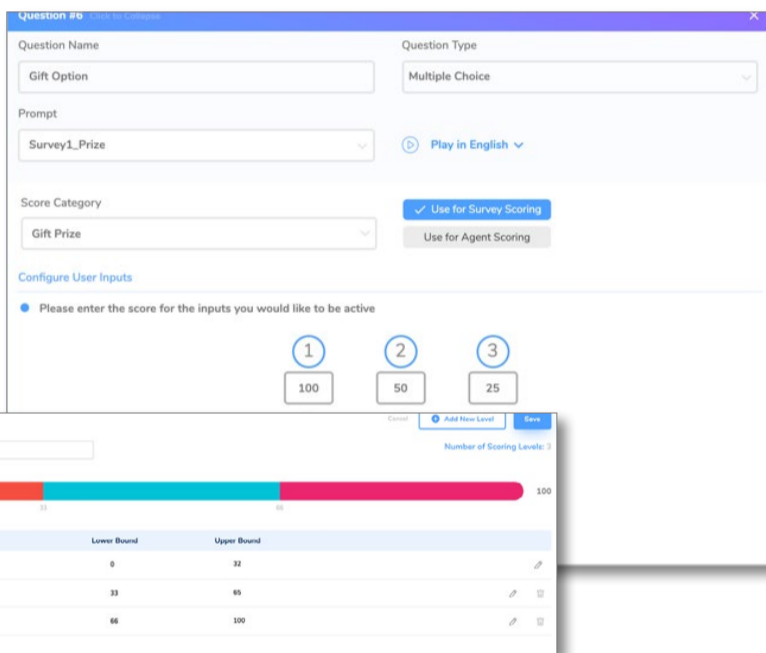 Question #6 Click to Collapse
Question Name
Question Type
Gift Option
Multiple Choice
Prompt
Survey1_Prize
Play in English
Score Category
Use for Survey Scoring
Gift Prize
Use for Agent Scoring
Configure User Inputs
Please enter the score for the inputs you would like to be active
1 2 3
100 50 25
Cancel Add New Level Save
Number of Scoring Levels: 3
100
33 66
Lower Bound Upper Bound
0 32
33 65
66 100